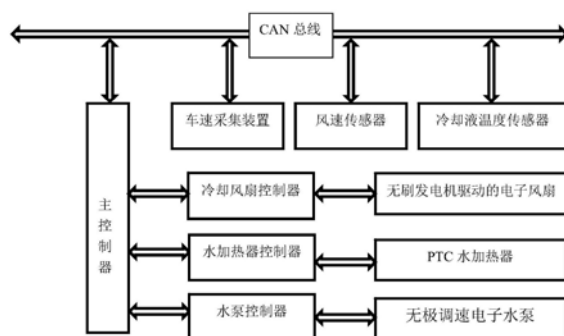 CAN 总线
车速采集装置
风速传感器
冷却液温度传感器
主控制器
冷却风扇控制器
无刷发电机驱动的电子风扇
水加热器控制器
PTC 水加热器
水泵控制器
无极调速电子水泵